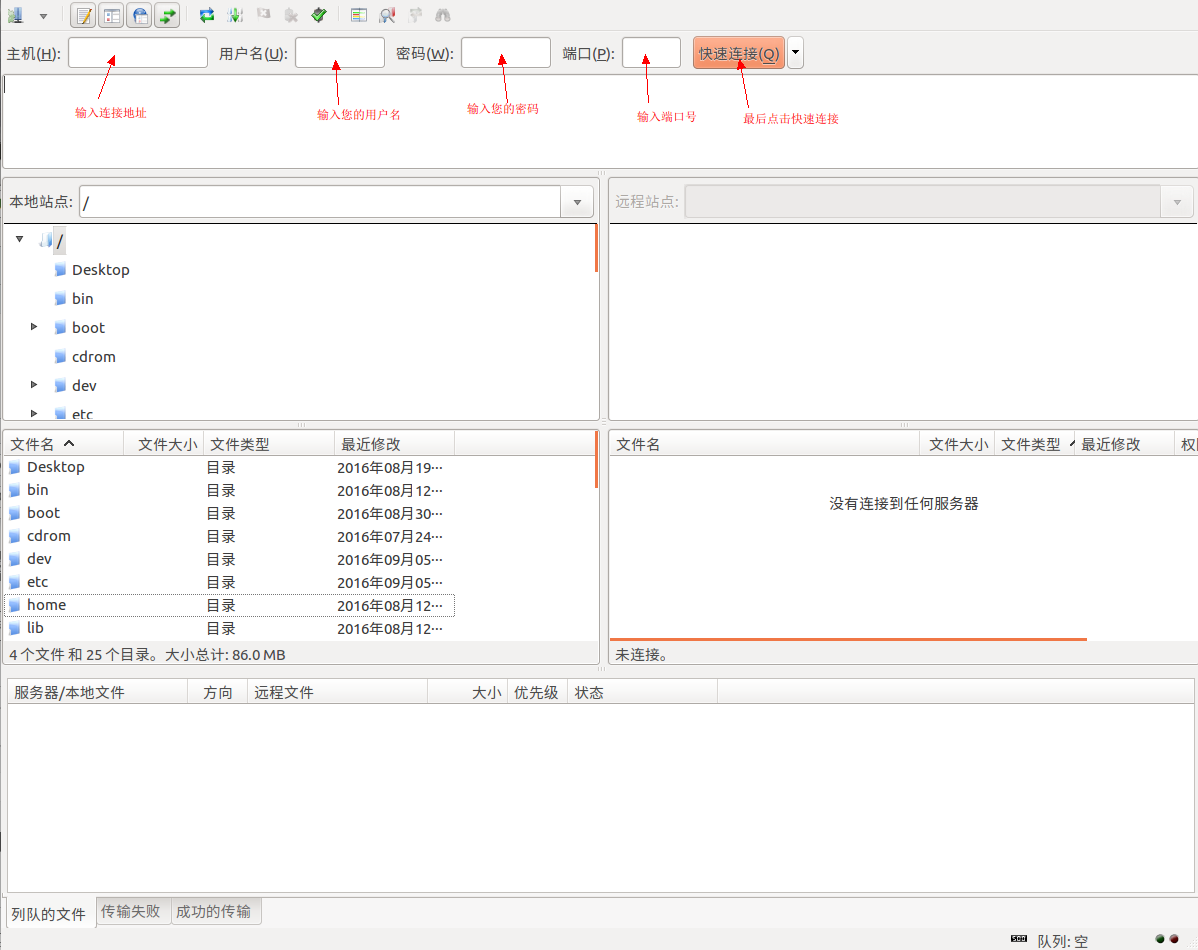 主机(H): 用户名(U): 密码(W): 端口(P): 快速连接(Q)
输入连接地址 输入您的用户名 输入您的密码 输入端口号 最后点击快速连接
本地站点: /
远程站点:
/
Desktop
bin
boot
cdrom
dev
etc
文件名 文件大小 文件类型 最近修改
Desktop 目录 2016年08月19···
bin 目录 2016年08月12···
boot 目录 2016年08月30···
cdrom 目录 2016年07月24···
dev 目录 2016年09月05···
etc 目录 2016年09月05···
home 目录 2016年08月12···
lib 目录 2016年08月12···
4 个文件 和 25 个目录。大小总计: 86.0 MB
文件名 文件大小 文件类型 最近修改
没有连接到任何服务器
未连接。
服务器/本地文件 方向 远程文件 大小 优先级 状态
列队的文件 传输失败 成功的传输
队列: 空